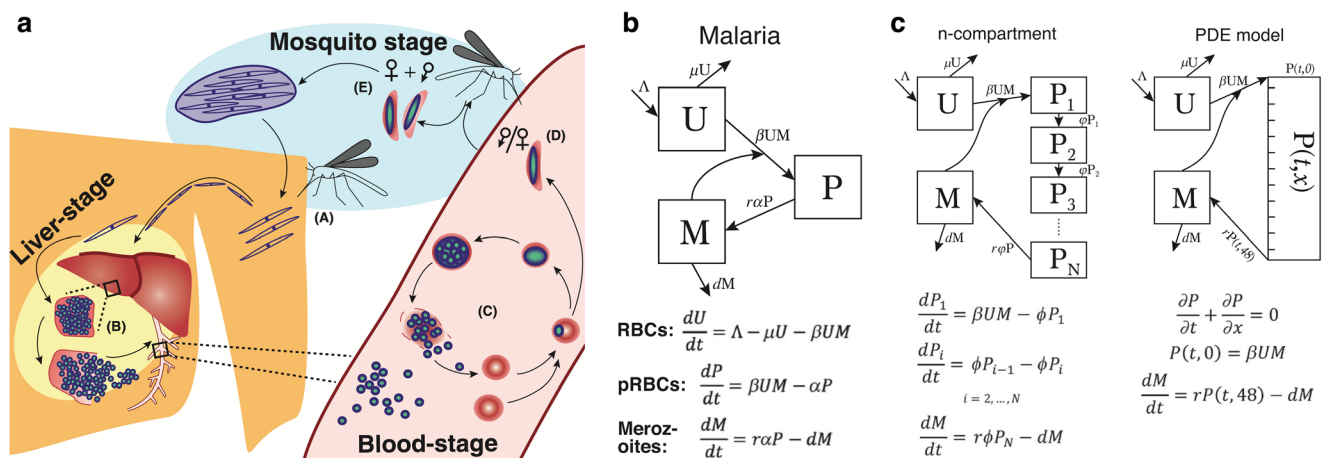 a
Mosquito stage
(E)
♀ + ♂
♂/♀
(D)
(A)
Liver-stage
(B)
(C)
Blood-stage
b
Malaria
Λ
μU
U
βUM
P
rαP
M
dM
RBCs: dU/dt = Λ − μU − βUM
pRBCs: dP/dt = βUM − αP
Meroz-
oites: dM/dt = rαP − dM
c
n-compartment
Λ
μU
U
βUM
P₁
φP₁
P₂
φP₂
P₃
M
dM
rφP
P_N
dP₁/dt = βUM − ϕP₁
dPᵢ/dt = ϕPᵢ₋₁ − ϕPᵢ
i = 2, ..., N
dM/dt = rϕP_N − dM
PDE model
Λ
μU
U
βUM
P(t,0)
P(t,x)
M
dM
rP(t,48)
∂P/∂t + ∂P/∂x = 0
P(t, 0) = βUM
dM/dt = rP(t, 48) − dM